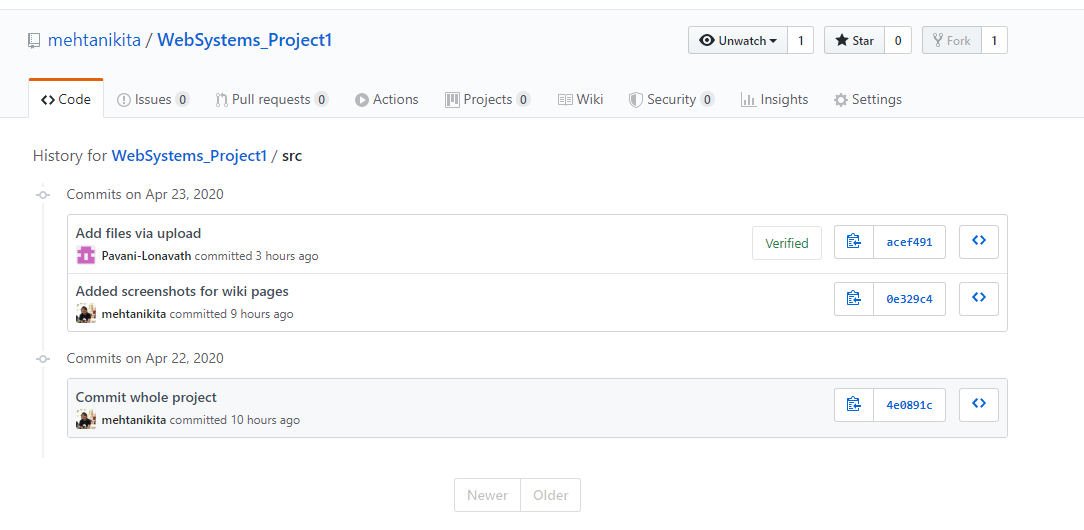 mehtanikita / WebSystems_Project1 Unwatch 1 Star 0 Fork 1
Code Issues 0 Pull requests 0 Actions Projects 0 Wiki Security 0 Insights Settings
History for WebSystems_Project1 / src
Commits on Apr 23, 2020
Add files via upload
Pavani-Lonavath committed 3 hours ago Verified acef491
Added screenshots for wiki pages
mehtanikita committed 9 hours ago 0e329c4
Commits on Apr 22, 2020
Commit whole project
mehtanikita committed 10 hours ago 4e0891c
Newer Older